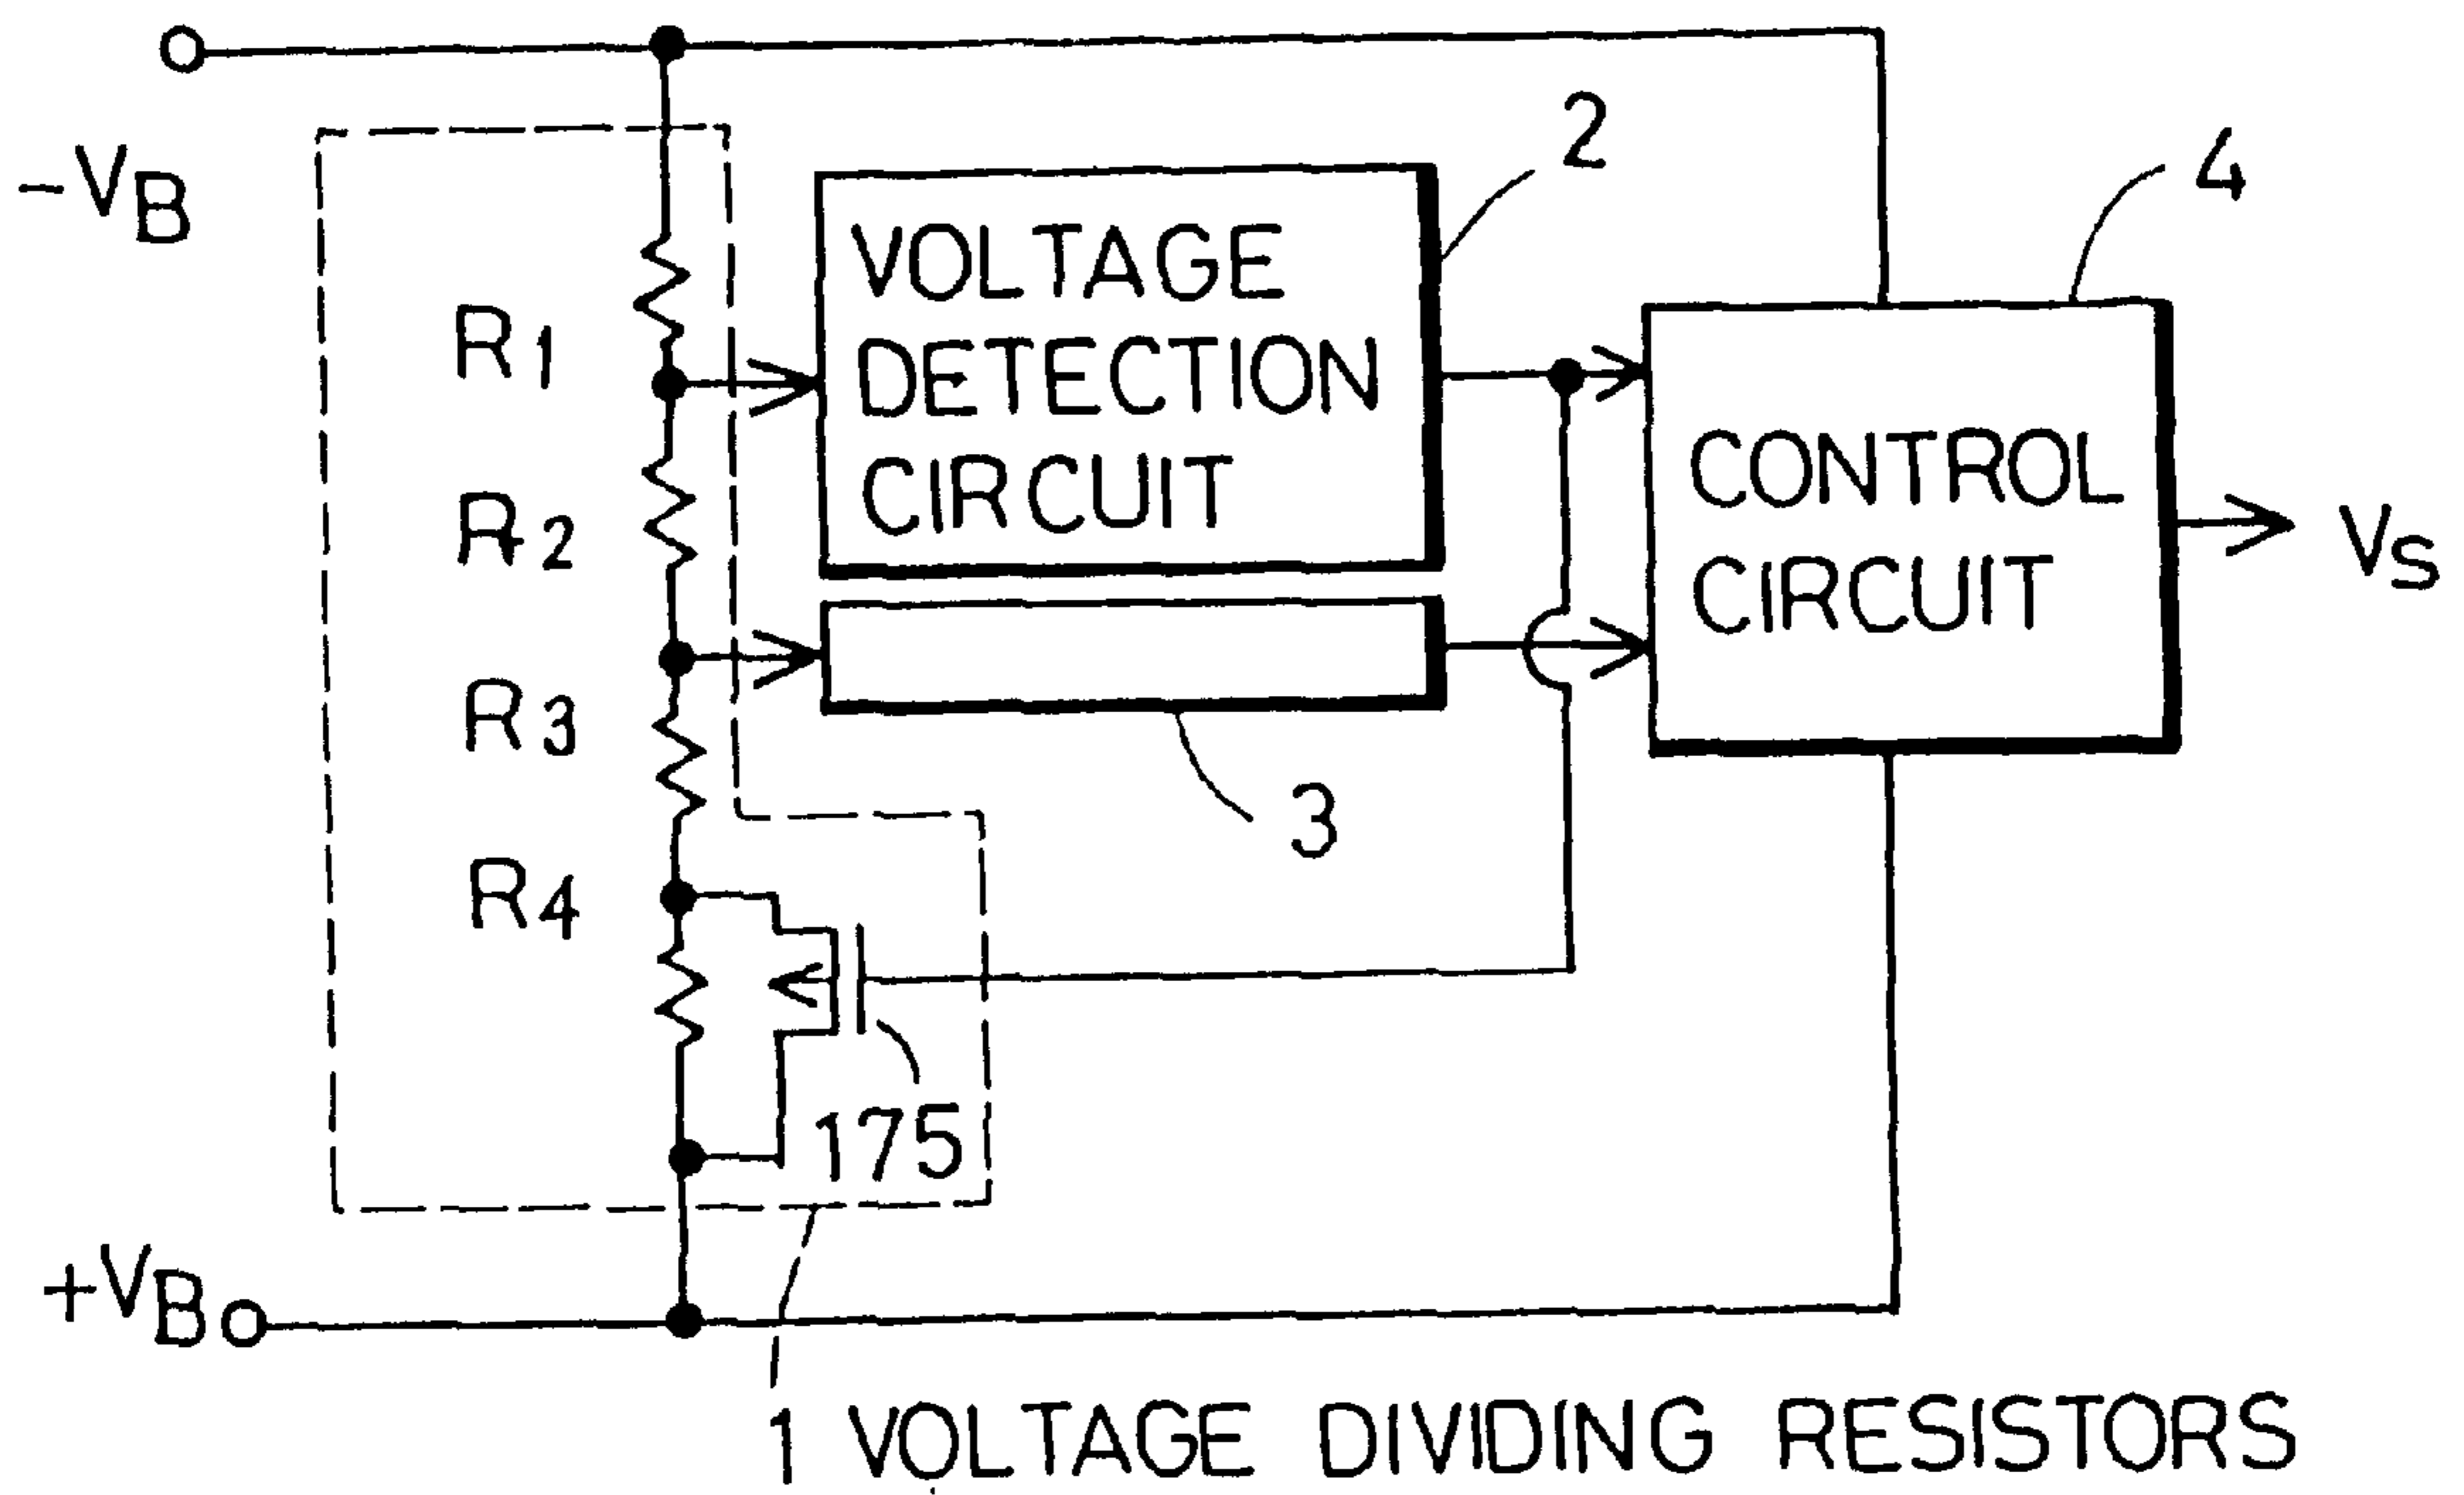 -VB
2
4
VOLTAGE
DETECTION
CIRCUIT
R1
R2
CONTROL
CIRCUIT
VS
R3
3
R4
175
+VB
1 VOLTAGE DIVIDING RESISTORS